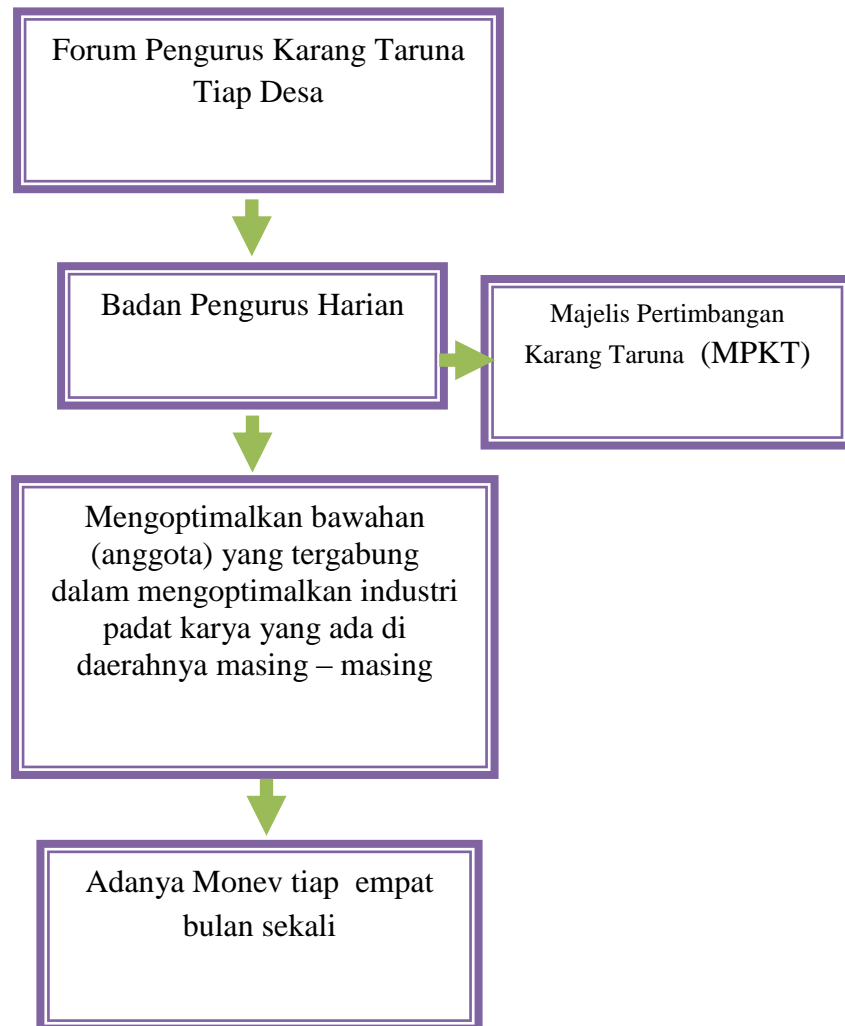 Forum Pengurus Karang Taruna
Tiap Desa
Badan Pengurus Harian
Majelis Pertimbangan
Karang Taruna (MPKT)
Mengoptimalkan bawahan
(anggota) yang tergabung
dalam mengoptimalkan industri
padat karya yang ada di
daerahnya masing – masing
Adanya Monev tiap empat
bulan sekali